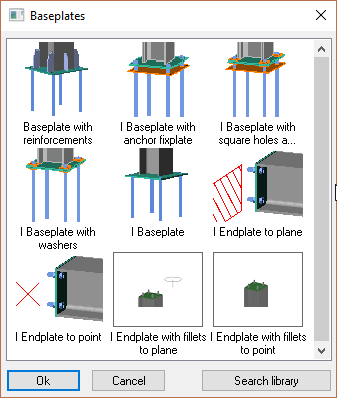 Baseplates
Baseplate with
reinforcements
I Baseplate with
anchor fixplate
I Baseplate with
square holes a...
I Baseplate with
washers
I Baseplate
I Endplate to plane
I Endplate to point
I Endplate with fillets
to plane
I Endplate with fillets
to point
Ok
Cancel
Search library